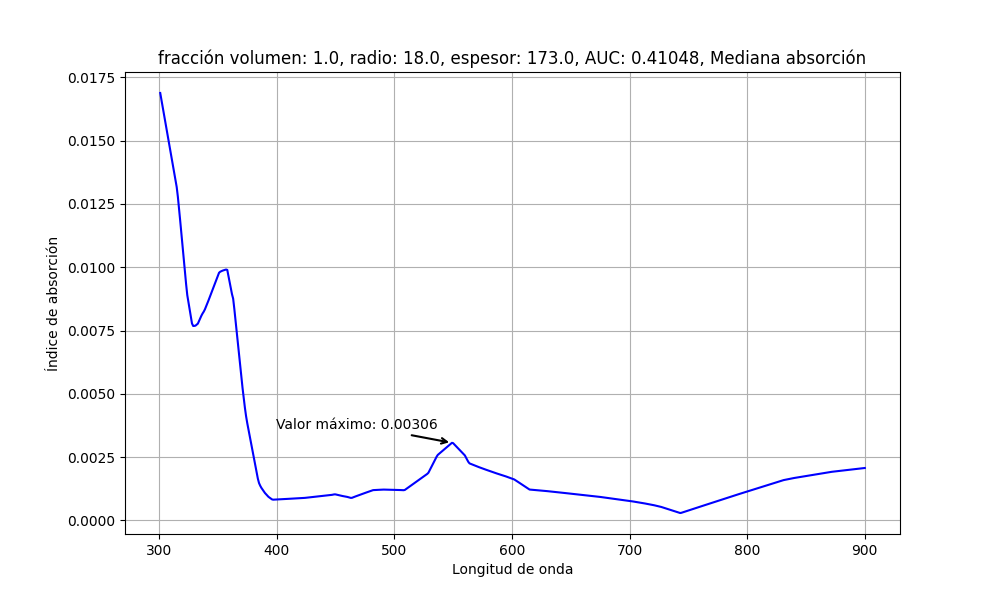 fracción volumen: 1.0, radio: 18.0, espesor: 173.0, AUC: 0.41048, Mediana absorción
0.0175
0.0150
0.0125
0.0100
0.0075
0.0050
0.0025
0.0000
Índice de absorción
Valor máximo: 0.00306
300 400 500 600 700 800 900
Longitud de onda